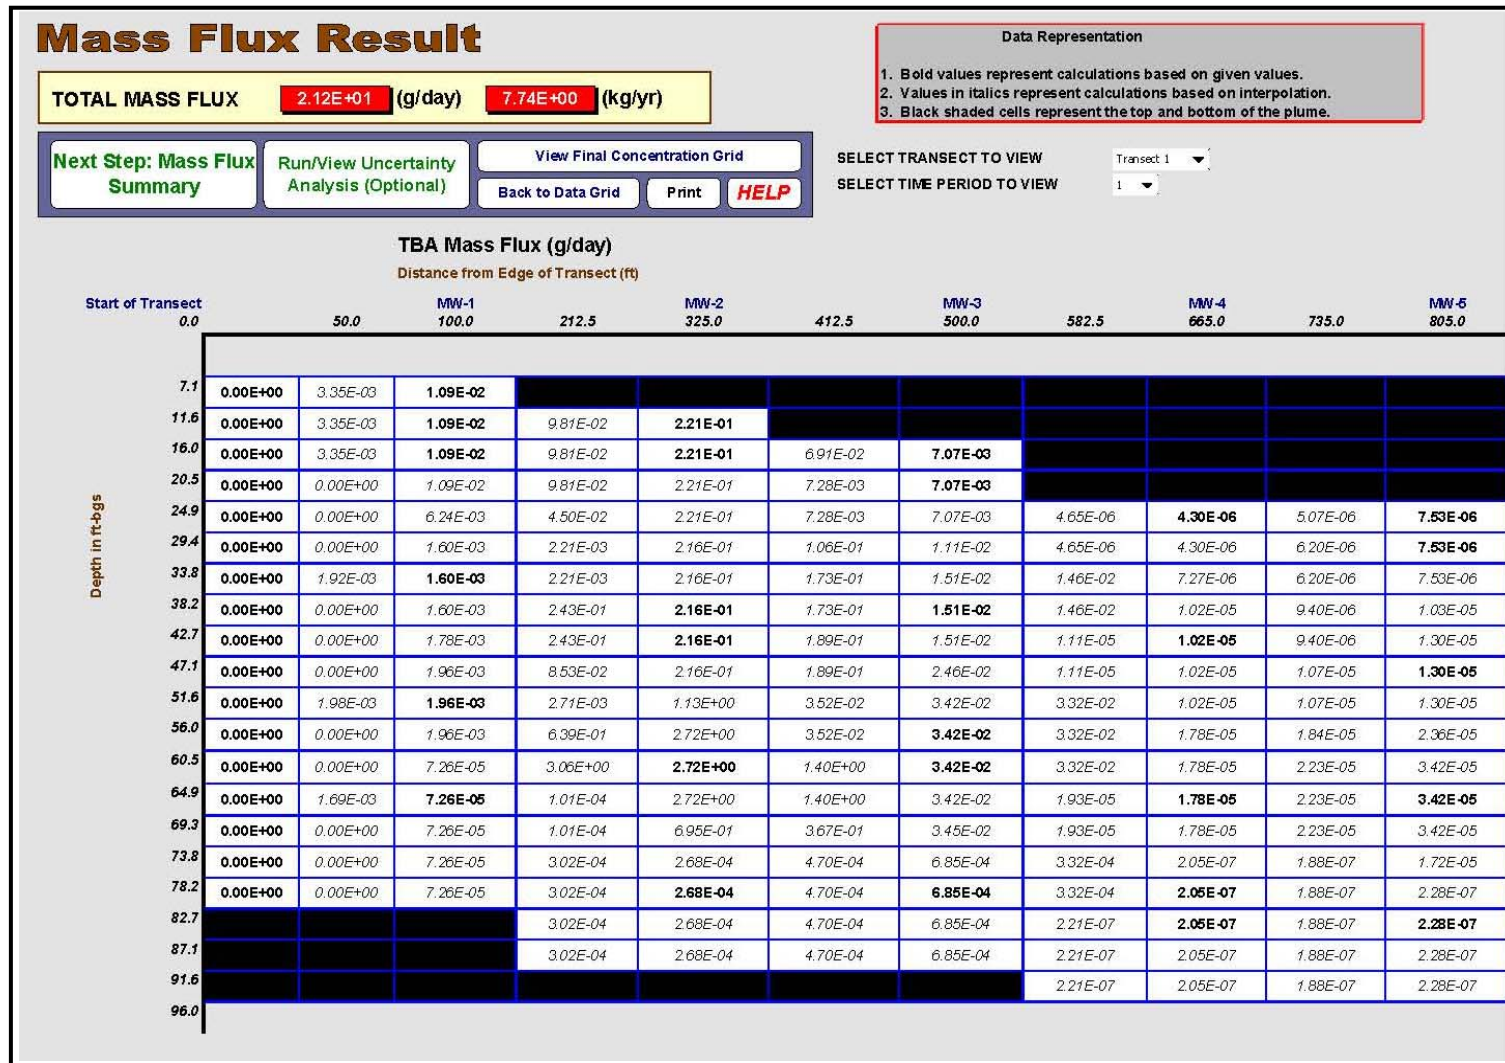 Mass Flux Result
TOTAL MASS FLUX 2.12E+01 (g/day) 7.74E+00 (kg/yr)
Data Representation
1. Bold values represent calculations based on given values.
2. Values in italics represent calculations based on interpolation.
3. Black shaded cells represent the top and bottom of the plume.
Next Step: Mass Flux
Summary
Run/View Uncertainty
Analysis (Optional)
View Final Concentration Grid
Back to Data Grid
Print
HELP
SELECT TRANSECT TO VIEW Transect 1
SELECT TIME PERIOD TO VIEW 1
TBA Mass Flux (g/day)
Distance from Edge of Transect (ft)
Start of Transect MW-1 MW-2 MW-3 MW-4 MW-5
0.0 50.0 100.0 212.5 325.0 412.5 500.0 582.5 665.0 735.0 805.0
Depth in ft-bgs
7.1
0.00E+00 3.35E-03 1.09E-02
11.6
0.00E+00 3.35E-03 1.09E-02 9.81E-02 2.21E-01
16.0
0.00E+00 3.35E-03 1.09E-02 9.81E-02 2.21E-01 6.91E-02 7.07E-03
20.5
0.00E+00 0.00E+00 1.09E-02 9.81E-02 2.21E-01 7.28E-03 7.07E-03
24.9
0.00E+00 0.00E+00 6.24E-03 4.50E-02 2.21E-01 7.28E-03 7.07E-03 4.65E-06 4.30E-06 5.07E-06 7.53E-06
29.4
0.00E+00 0.00E+00 1.60E-03 2.21E-03 2.16E-01 1.06E-01 1.11E-02 4.65E-06 4.30E-06 6.20E-06 7.53E-06
33.8
0.00E+00 1.92E-03 1.60E-03 2.21E-03 2.16E-01 1.73E-01 1.51E-02 1.46E-02 7.27E-06 6.20E-06 7.53E-06
38.2
0.00E+00 0.00E+00 1.60E-03 2.43E-01 2.16E-01 1.73E-01 1.51E-02 1.46E-02 1.02E-05 9.40E-06 1.03E-05
42.7
0.00E+00 0.00E+00 1.78E-03 2.43E-01 2.16E-01 1.89E-01 1.51E-02 1.11E-05 1.02E-05 9.40E-06 1.30E-05
47.1
0.00E+00 0.00E+00 1.96E-03 8.53E-02 2.16E-01 1.89E-01 2.46E-02 1.11E-05 1.02E-05 1.07E-05 1.30E-05
51.6
0.00E+00 1.98E-03 1.96E-03 2.71E-03 1.13E+00 3.52E-02 3.42E-02 3.32E-02 1.02E-05 1.07E-05 1.30E-05
56.0
0.00E+00 0.00E+00 1.96E-03 6.39E-01 2.72E+00 3.52E-02 3.42E-02 3.32E-02 1.78E-05 1.84E-05 2.36E-05
60.5
0.00E+00 0.00E+00 7.26E-05 3.06E+00 2.72E+00 1.40E+00 3.42E-02 3.32E-02 1.78E-05 2.23E-05 3.42E-05
64.9
0.00E+00 1.69E-03 7.26E-05 1.01E-04 2.72E+00 1.40E+00 3.42E-02 1.93E-05 1.78E-05 2.23E-05 3.42E-05
69.3
0.00E+00 0.00E+00 7.26E-05 1.01E-04 6.95E-01 3.67E-01 3.45E-02 1.93E-05 1.78E-05 2.23E-05 3.42E-05
73.8
0.00E+00 0.00E+00 7.26E-05 3.02E-04 2.68E-04 4.70E-04 6.85E-04 3.32E-04 2.05E-07 1.88E-07 1.72E-05
78.2
0.00E+00 0.00E+00 7.26E-05 3.02E-04 2.68E-04 4.70E-04 6.85E-04 3.32E-04 2.05E-07 1.88E-07 2.28E-07
82.7
3.02E-04 2.68E-04 4.70E-04 6.85E-04 2.21E-07 2.05E-07 1.88E-07 2.28E-07
87.1
3.02E-04 2.68E-04 4.70E-04 6.85E-04 2.21E-07 2.05E-07 1.88E-07 2.28E-07
91.6
2.21E-07 2.05E-07 1.88E-07 2.28E-07
96.0